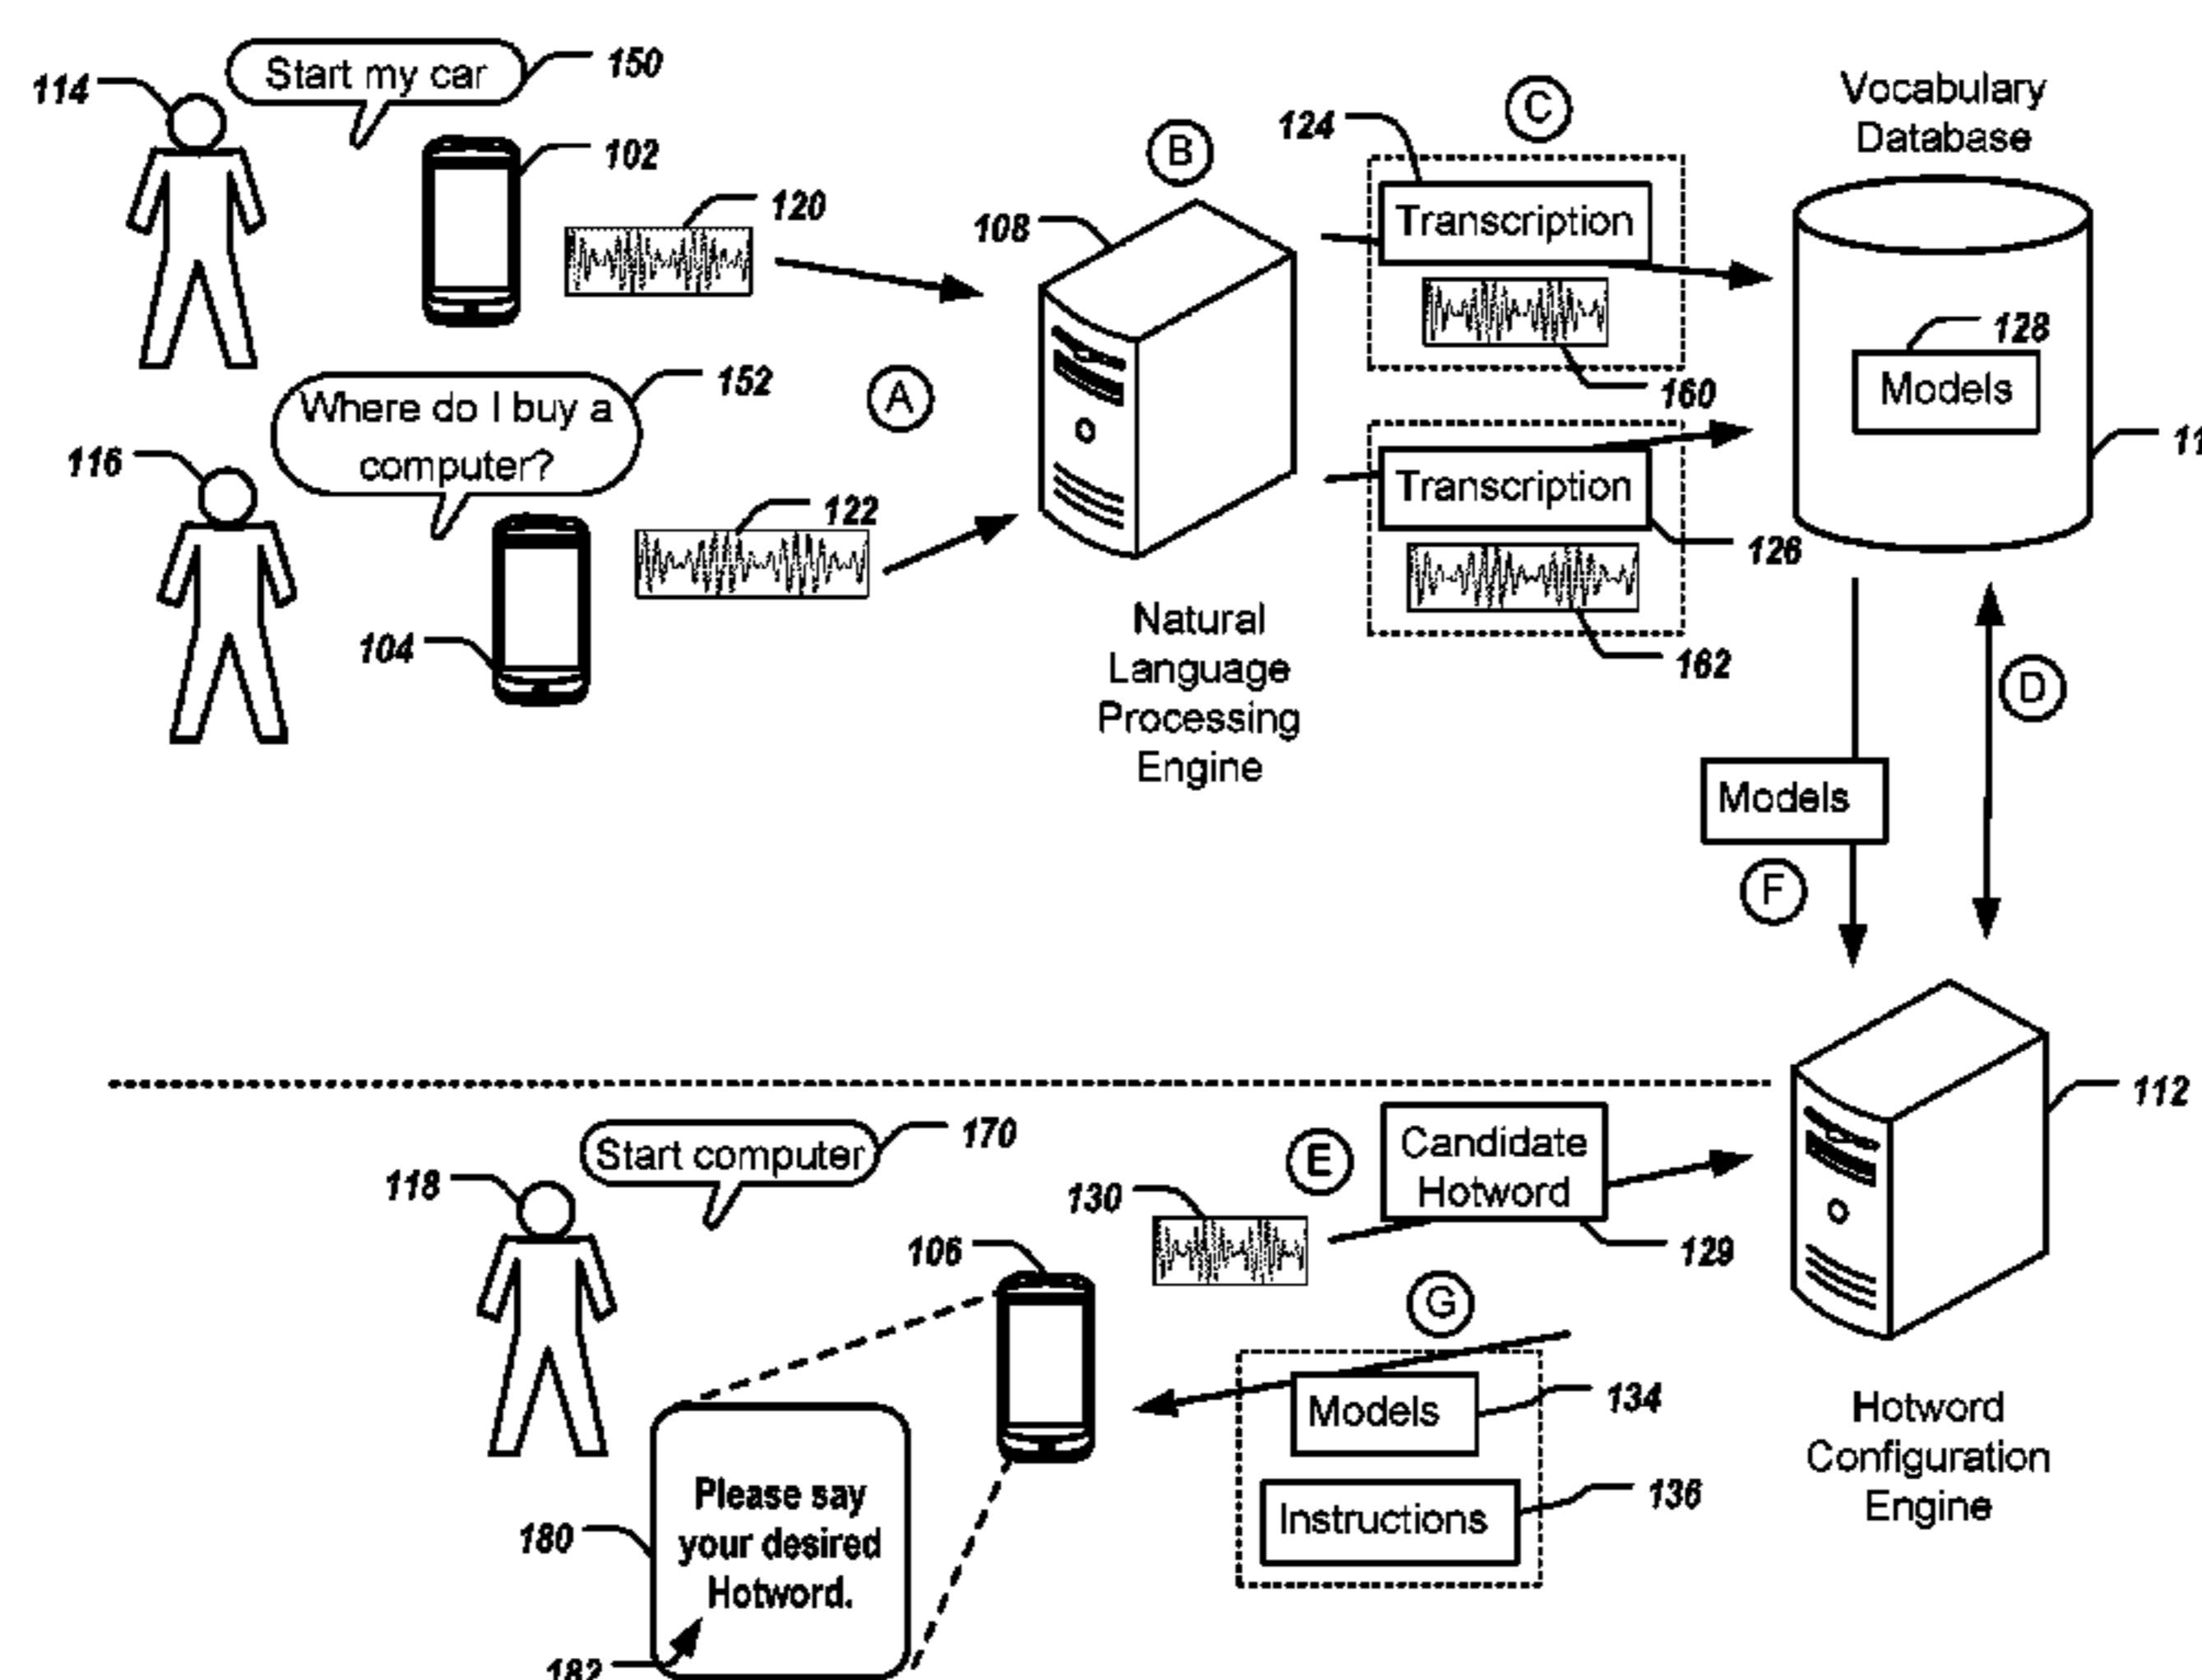 Start my car
150
114
102
120
Where do I buy a
computer?
152
116
104
122
A
B
108
Natural
Language
Processing
Engine
C
124
Transcription
160
Transcription
126
162
Vocabulary
Database
128
Models
D
Models
F
112
Hotword
Configuration
Engine
Start computer
170
118
106
130
E
Candidate
Hotword
129
G
Models
134
Instructions
136
180
Please say
your desired
Hotword.
182